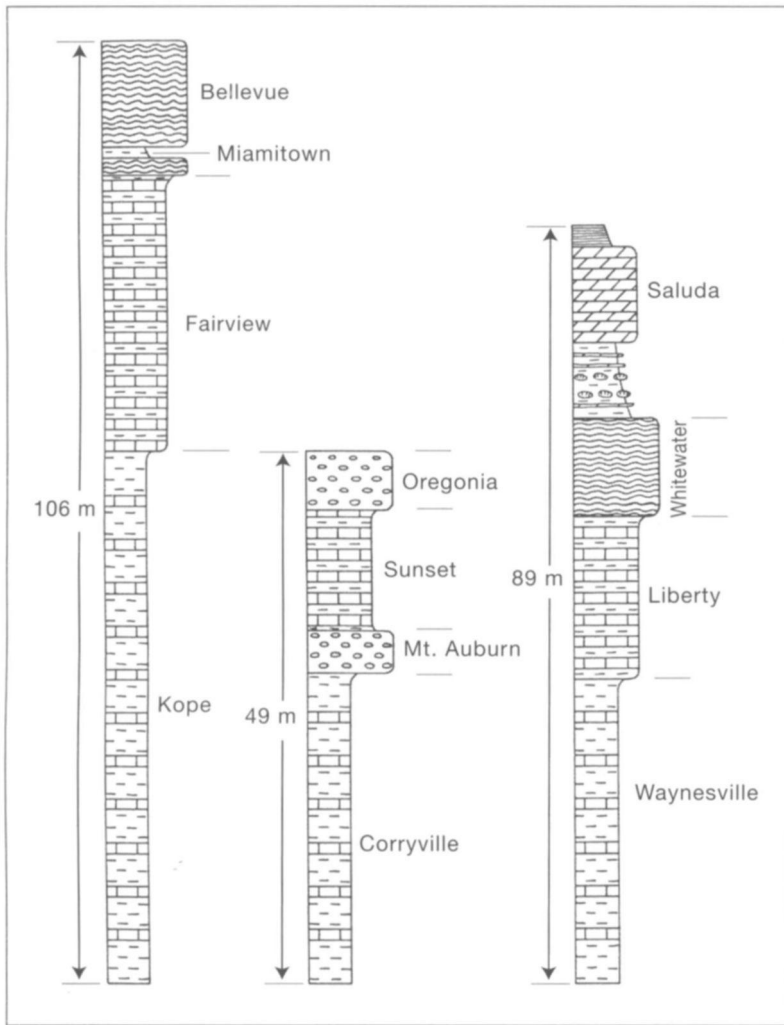 Bellevue
Miamitown
Fairview
106 m
Kope
Oregonia
Sunset
Mt. Auburn
49 m
Corryville
Saluda
Whitewater
89 m
Liberty
Waynesville